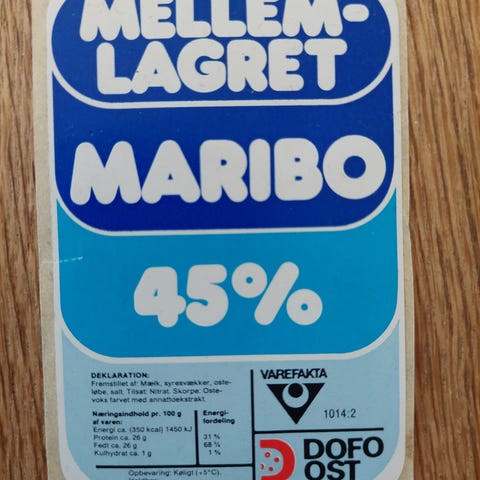 MELLEM-
LAGRET
MARIBO
45%
DEKLARATION:
Fremstillet af: Mælk, syrevækker, oste-
løbe, salt. Tilsat: Nitrat. Skorpe: Oste-
voks farvet med annattoekstrakt.
Næringsindhold pr. 100 g
af varen:
Energi-
fordeling
Energi ca. (350 kcal) 1450 kJ
Protein ca. 26 g 31 %
Fedt ca. 26 g 68 %
Kulhydrat ca. 1 g 1 %
Opbevaring: Køligt (+5°C).
VAREFAKTA
1014:2
DOFO
OST